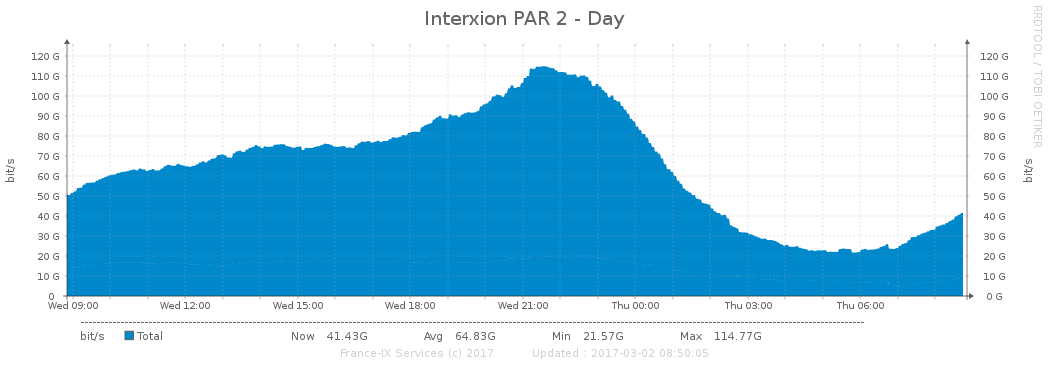 Interxion PAR 2 - Day
RRDTOOL / TOBI OETIKER
bit/s
bit/s
120 G 120 G
110 G 110 G
100 G 100 G
90 G 90 G
80 G 80 G
70 G 70 G
60 G 60 G
50 G 50 G
40 G 40 G
30 G 30 G
20 G 20 G
10 G 10 G
0 0 G
Wed 09:00 Wed 12:00 Wed 15:00 Wed 18:00 Wed 21:00 Thu 00:00 Thu 03:00 Thu 06:00
bit/s Total Now 41.43G Avg 64.83G Min 21.57G Max 114.77G
France-IX Services (c) 2017 Updated : 2017-03-02 08:50:05